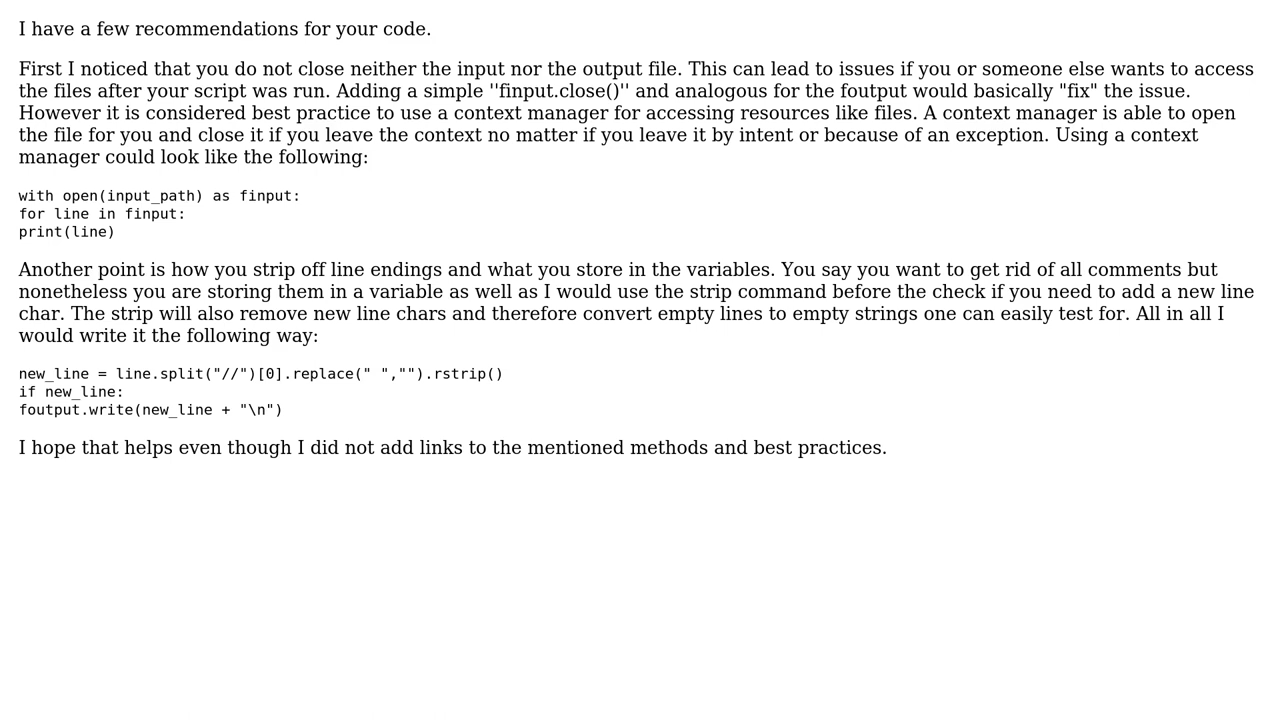 I have a few recommendations for your code.
First I noticed that you do not close neither the input nor the output file. This can lead to issues if you or someone else wants to access
the files after your script was run. Adding a simple ''finput.close()'' and analogous for the foutput would basically "fix" the issue.
However it is considered best practice to use a context manager for accessing resources like files. A context manager is able to open
the file for you and close it if you leave the context no matter if you leave it by intent or because of an exception. Using a context
manager could look like the following:
with open(input_path) as finput:
for line in finput:
print(line)
Another point is how you strip off line endings and what you store in the variables. You say you want to get rid of all comments but
nonetheless you are storing them in a variable as well as I would use the strip command before the check if you need to add a new line
char. The strip will also remove new line chars and therefore convert empty lines to empty strings one can easily test for. All in all I
would write it the following way:
new_line = line.split("//")[0].replace(" ","").rstrip()
if new_line:
foutput.write(new_line + "\n")
I hope that helps even though I did not add links to the mentioned methods and best practices.